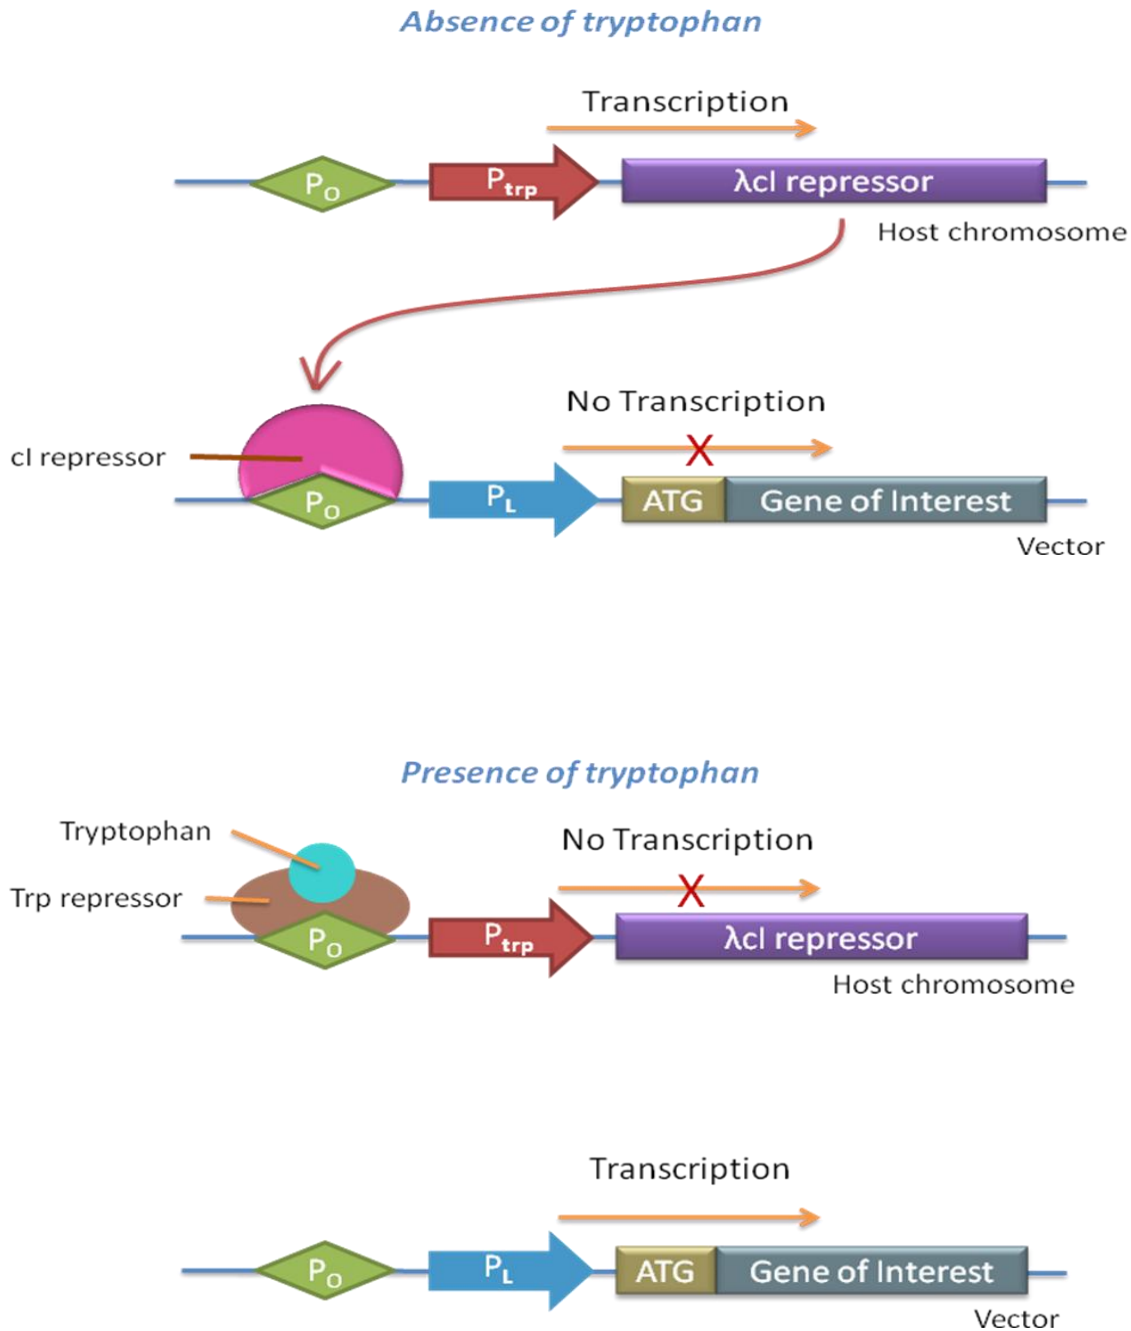 Absence of tryptophan
Transcription
Po
Ptrp
λcI repressor
Host chromosome
No Transcription
X
cI repressor
Po
PL
ATG
Gene of Interest
Vector
Presence of tryptophan
Tryptophan
No Transcription
X
Trp repressor
Po
Ptrp
λcI repressor
Host chromosome
Transcription
Po
PL
ATG
Gene of Interest
Vector